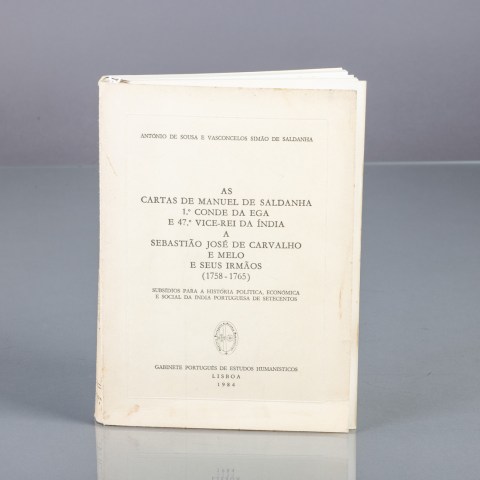 ANTÓNIO DE SOUSA E VASCONCELOS SIMÃO DE SALDANHA
AS
CARTAS DE MANUEL DE SALDANHA
1.º CONDE DA EGA
E 47.º VICE-REI DA ÍNDIA
A
SEBASTIÃO JOSÉ DE CARVALHO
E MELO
E SEUS IRMÃOS
(1758-1765)
SUBSÍDIOS PARA A HISTÓRIA POLÍTICA, ECONÓMICA
E SOCIAL DA ÍNDIA PORTUGUESA DE SETECENTOS
GABINETE PORTUGUÊS DE ESTUDOS HUMANÍSTICOS
LISBOA
1984